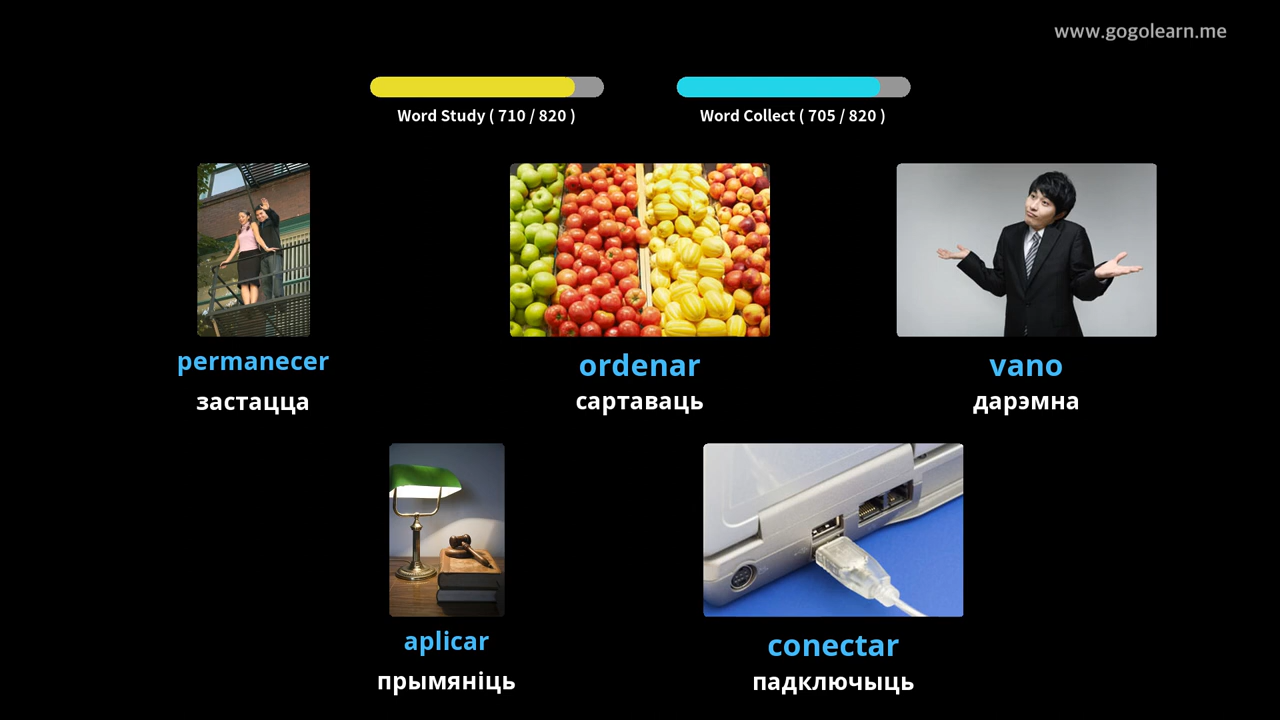 www.gogolearn.me
Word Study ( 710 / 820 )
Word Collect ( 705 / 820 )
permanecer
застацца
ordenar
сартаваць
vano
дарэмна
aplicar
прымяніць
conectar
падключыць